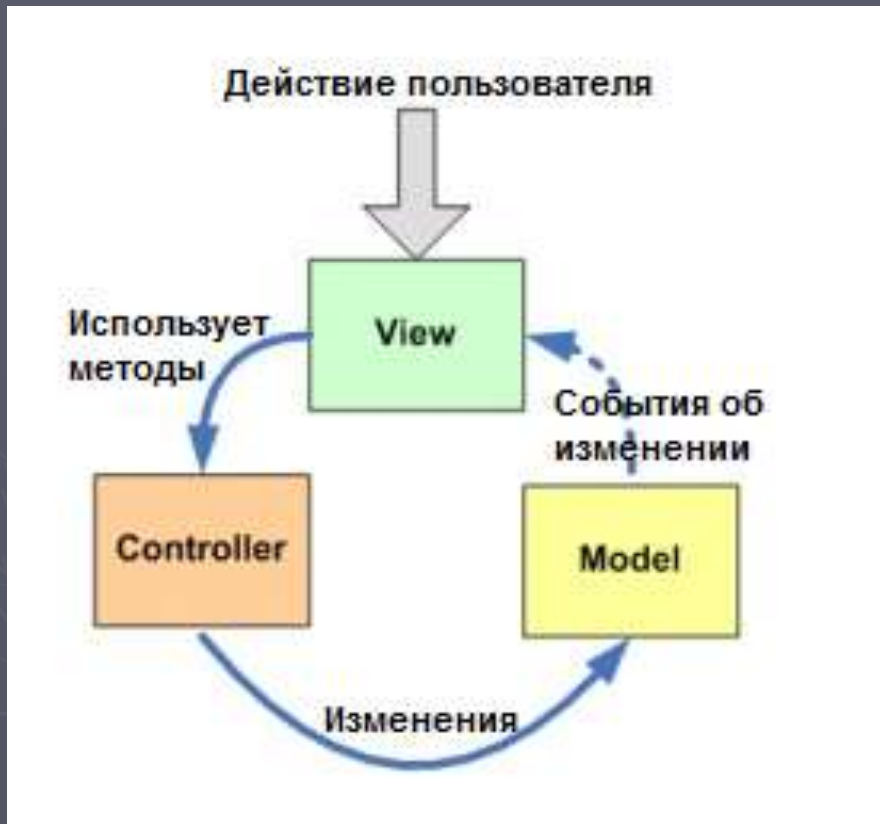 Действие пользователя
View
Использует
методы
События об
изменении
Controller
Model
Изменения